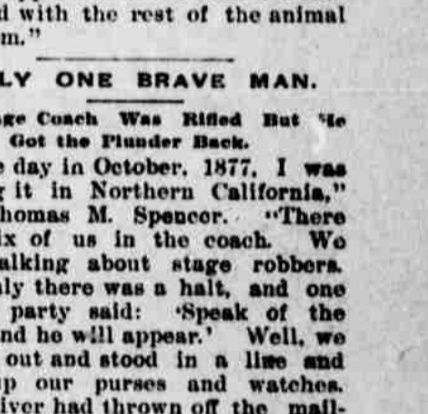 d with the rest of the animal
m."
LY ONE BRAVE MAN.
ge Coach Was Rifled But He
Got the Plunder Back.
e day in October, 1877, I was
g it in Northern California,"
homas M. Spencer. "There
ix of us in the coach. We
alking about stage robbers.
ly there was a halt, and one
party said: 'Speak of the
nd he will appear.' Well, we
out and stood in a line and
p our purses and watches.
iver had thrown off the mail-